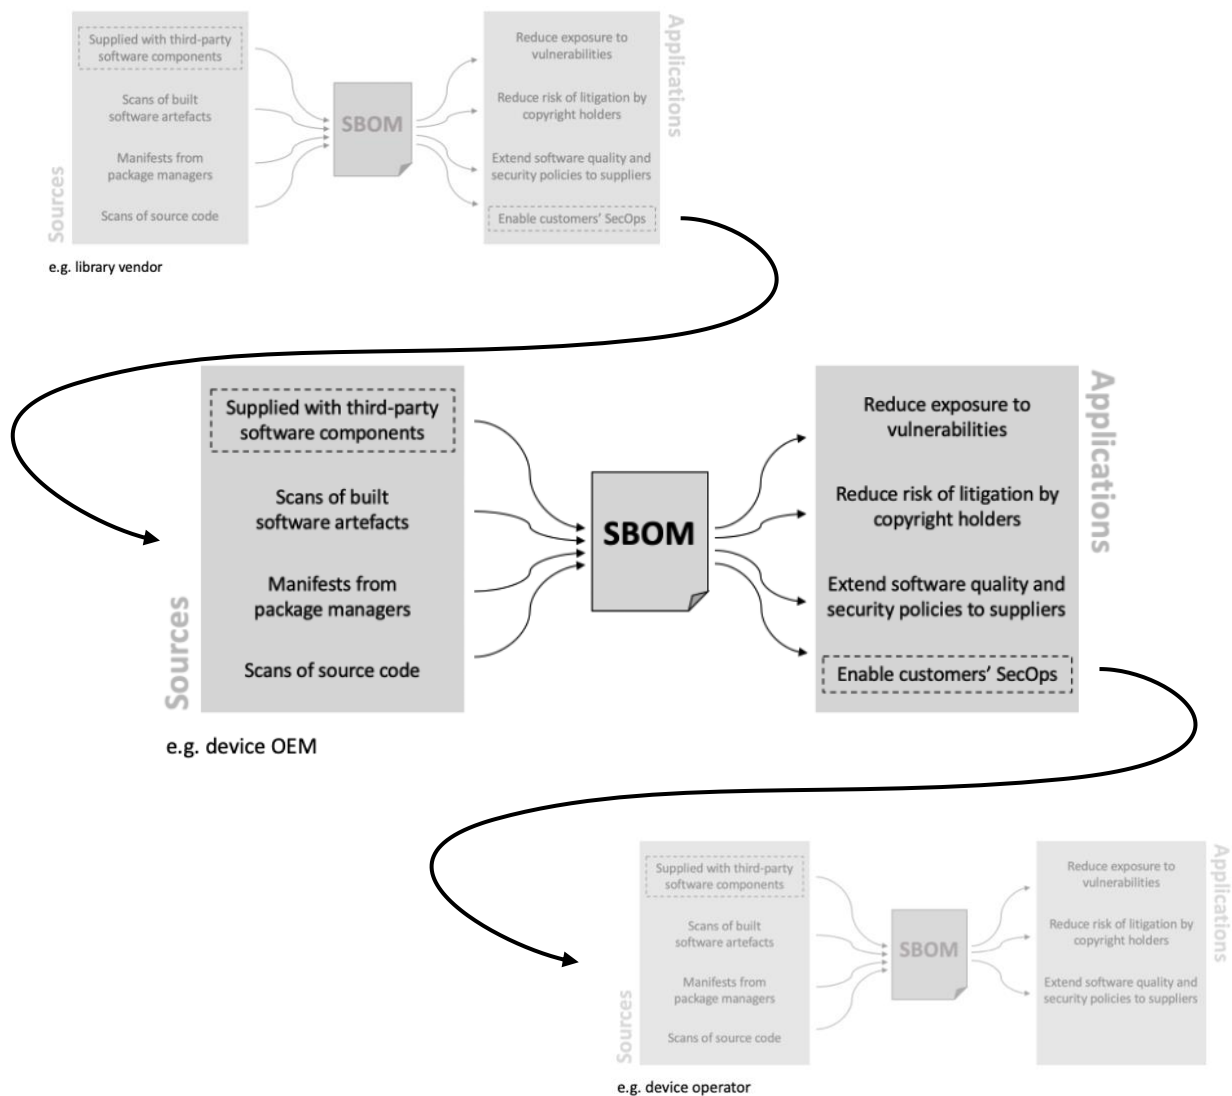 Supplied with third-party
software components
Scans of built
software artefacts
Manifests from
package managers
Scans of source code
Sources
SBOM
Reduce exposure to
vulnerabilities
Reduce risk of litigation by
copyright holders
Extend software quality and
security policies to suppliers
Enable customers’ SecOps
Applications
e.g. library vendor
Supplied with third-party
software components
Scans of built
software artefacts
Manifests from
package managers
Scans of source code
Sources
SBOM
Reduce exposure to
vulnerabilities
Reduce risk of litigation by
copyright holders
Extend software quality and
security policies to suppliers
Enable customers’ SecOps
Applications
e.g. device OEM
Supplied with third-party
software components
Scans of built
software artefacts
Manifests from
package managers
Scans of source code
Sources
SBOM
Reduce exposure to
vulnerabilities
Reduce risk of litigation by
copyright holders
Extend software quality and
security policies to suppliers
Applications
e.g. device operator